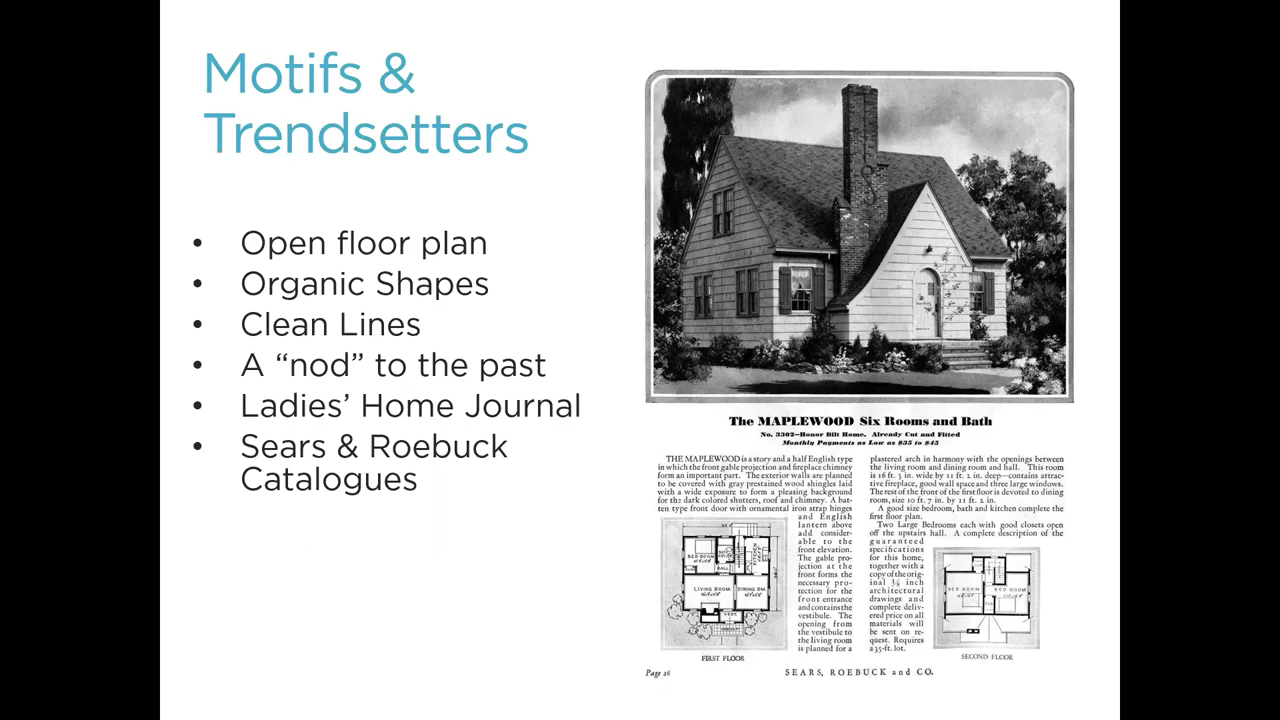 Motifs &
Trendsetters
• Open floor plan
• Organic Shapes
• Clean Lines
• A “nod” to the past
• Ladies’ Home Journal
• Sears & Roebuck
Catalogues
The MAPLEWOOD Six Rooms and Bath
No. 3302—Honor Bilt Home, Already Cut and Fitted
Monthly Payments as Low as $35 to $45
THE MAPLEWOOD is a story and a half English type
in which the front gable projection and fireplace chimney
form an important part. The exterior walls are planned
to be covered with gray prestained wood shingles laid
with a wide exposure to form a pleasing background
for the dark colored shutters, roof and chimney. A bat-
ten type front door with ornamental iron strap hinges
and English
lantern above
add consider-
able to the
front elevation.
The gable pro-
jection at the
front forms the
necessary pro-
tection for the
front entrance
and contains the
vestibule. The
opening from
the vestibule to
the living room
is planned for a
plastered arch in harmony with the openings between
the living room and dining room and hall. This room
is 16 ft. 3 in. wide by 11 ft. 2 in. deep—contains attrac-
tive fireplace, good wall space and three large windows.
The rest of the front of the first floor is devoted to dining
room, size 10 ft. 7 in. by 11 ft. 2 in.
A good size bedroom, bath and kitchen complete the
first floor plan.
Two Large Bedrooms each with good closets open
off the upstairs hall. A complete description of the
guaranteed
specifications
for this home,
together with a
copy of the orig-
inal ¾ inch
architectural
drawings and
complete deliv-
ered price on all
materials will
be sent on re-
quest. Requires
a 35-ft. lot.
BED ROOM
KITCHEN
HALL
LIVING ROOM
DINING RM.
VEST.
FIRST FLOOR
BED ROOM
BED ROOM
SECOND FLOOR
Page 26
SEARS, ROEBUCK and CO.